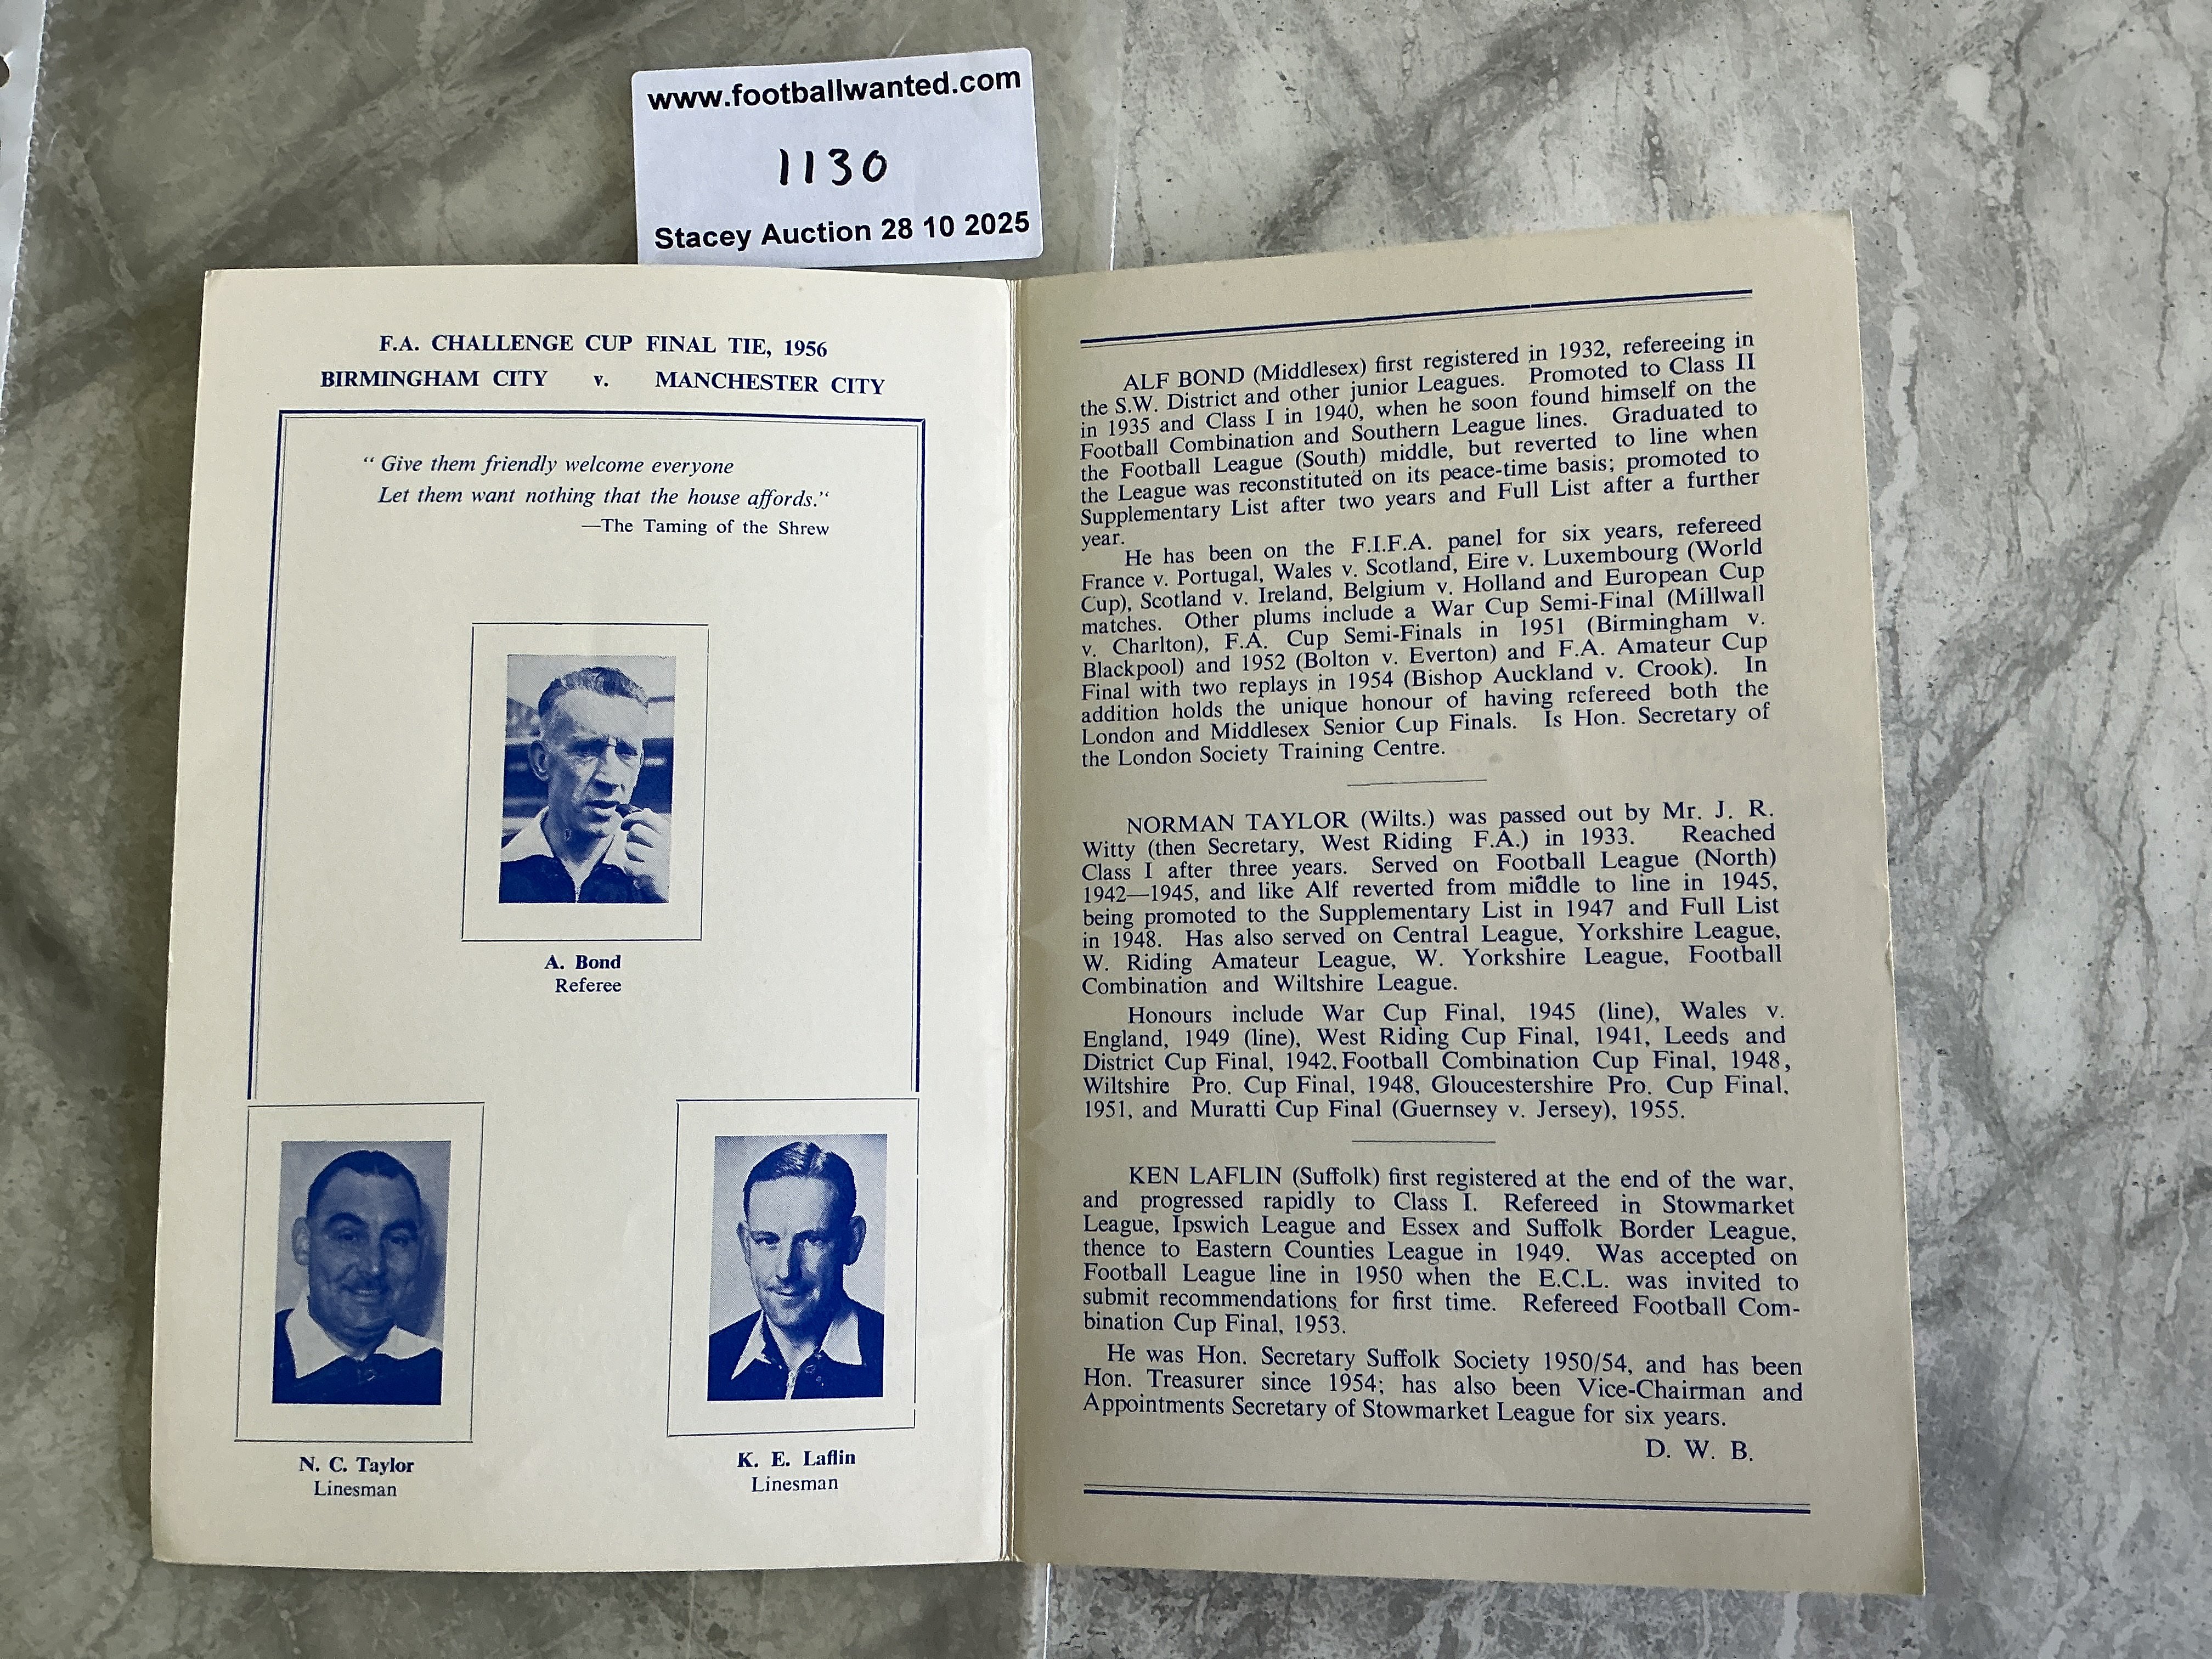 www.footballwanted.com
1130
Stacey Auction 28 10 2025
F.A. CHALLENGE CUP FINAL TIE, 1956
BIRMINGHAM CITY v. MANCHESTER CITY
“ Give them friendly welcome everyone
Let them want nothing that the house affords.“
—The Taming of the Shrew
A. Bond
Referee
N. C. Taylor
Linesman
K. E. Laflin
Linesman
ALF BOND (Middlesex) first registered in 1932, refereeing in
the S.W. District and other junior Leagues. Promoted to Class II
in 1935 and Class I in 1940, when he soon found himself on the
Football Combination and Southern League lines. Graduated to
the Football League (South) middle, but reverted to line when
the League was reconstituted on its peace-time basis; promoted to
Supplementary List after two years and Full List after a further
year.
He has been on the F.I.F.A. panel for six years, refereed
France v. Portugal, Wales v. Scotland, Eire v. Luxembourg (World
Cup), Scotland v. Ireland, Belgium v. Holland and European Cup
matches. Other plums include a War Cup Semi-Final (Millwall
v. Charlton), F.A. Cup Semi-Finals in 1951 (Birmingham v.
Blackpool) and 1952 (Bolton v. Everton) and F.A. Amateur Cup
Final with two replays in 1954 (Bishop Auckland v. Crook). In
addition holds the unique honour of having refereed both the
London and Middlesex Senior Cup Finals. Is Hon. Secretary of
the London Society Training Centre.
NORMAN TAYLOR (Wilts.) was passed out by Mr. J. R.
Witty (then Secretary, West Riding F.A.) in 1933. Reached
Class I after three years. Served on Football League (North)
1942—1945, and like Alf reverted from middle to line in 1945,
being promoted to the Supplementary List in 1947 and Full List
in 1948. Has also served on Central League, Yorkshire League,
W. Riding Amateur League, W. Yorkshire League, Football
Combination and Wiltshire League.
Honours include War Cup Final, 1945 (line), Wales v.
England, 1949 (line), West Riding Cup Final, 1941, Leeds and
District Cup Final, 1942, Football Combination Cup Final, 1948,
Wiltshire Pro. Cup Final, 1948, Gloucestershire Pro. Cup Final,
1951, and Muratti Cup Final (Guernsey v. Jersey), 1955.
KEN LAFLIN (Suffolk) first registered at the end of the war,
and progressed rapidly to Class I. Refereed in Stowmarket
League, Ipswich League and Essex and Suffolk Border League,
thence to Eastern Counties League in 1949. Was accepted on
Football League line in 1950 when the E.C.L. was invited to
submit recommendations for first time. Refereed Football Com-
bination Cup Final, 1953.
He was Hon. Secretary Suffolk Society 1950/54, and has been
Hon. Treasurer since 1954; has also been Vice-Chairman and
Appointments Secretary of Stowmarket League for six years.
D. W. B.